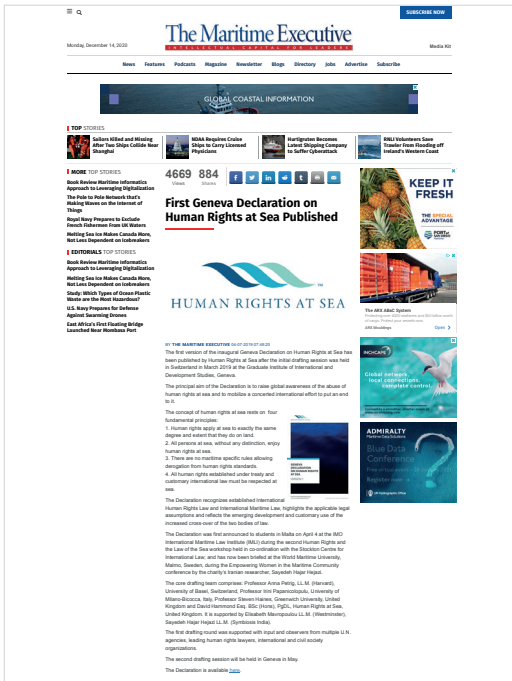 SUBSCRIBE NOW
The Maritime Executive
INTELLECTUAL CAPITAL FOR LEADERS
Monday, December 14, 2020
Media Kit
News Features Podcasts Magazine Newsletter Blogs Directory Jobs Advertise Subscribe
GLOBAL COASTAL INFORMATION
TOP STORIES
Sailors Killed and Missing
After Two Ships Collide Near
Shanghai
NOAA Requires Cruise
Ships to Carry Licensed
Physicians
Hurtigruten Becomes
Latest Shipping Company
to Suffer Cyberattack
RNLI Volunteers Save
Trawler From Flooding off
Ireland's Western Coast
MORE TOP STORIES
Book Review Maritime Informatics
Approach to Leveraging Digitalization
The Pole to Pole Network that's
Making Waves on the Internet of
Things
Royal Navy Prepares to Exclude
French Fishermen From UK Waters
Melting Sea Ice Makes Canada More,
Not Less Dependent on Icebreakers
EDITORIALS TOP STORIES
Book Review Maritime Informatics
Approach to Leveraging Digitalization
Melting Sea Ice Makes Canada More,
Not Less Dependent on Icebreakers
Study: Which Types of Ocean Plastic
Waste are the Most Hazardous?
U.S. Navy Prepares for Defense
Against Swarming Drones
East Africa's First Floating Bridge
Launched Near Mombasa Port
4669 884
Views Shares
First Geneva Declaration on
Human Rights at Sea Published
HUMAN RIGHTS AT SEA
BY THE MARITIME EXECUTIVE
The first version of the inaugural Geneva Declaration on Human Rights at Sea has
been published by Human Rights at Sea after the initial drafting session was held
in Switzerland in March 2019 at the Graduate Institute of International and
Development Studies, Geneva.
The principal aim of the Declaration is to raise global awareness of the abuse of
human rights at sea and to mobilize a concerted international effort to put an end
to it.
The concept of human rights at sea rests on four
fundamental principles:
1. Human rights apply at sea to exactly the same
degree and extent that they do on land.
2. All persons at sea, without any distinction, enjoy
human rights at sea.
3. There are no maritime specific rules allowing
derogation from human rights standards.
4. All human rights established under treaty and
customary international law must be respected at
sea.
The Declaration recognizes established International
Human Rights Law and International Maritime Law, highlights the applicable legal
assumptions and reflects the emerging development and customary use of the
increased cross-over of the two bodies of law.
The Declaration was first announced to students in Malta on April 4 at the IMO
International Maritime Law Institute (IMLI) during the second Human Rights and
the Law of the Sea workshop held in co-ordination with the Stockton Centre for
International Law, and has now been briefed at the World Maritime University,
Malmo, Sweden, during the Empowering Women in the Maritime Community
conference by the charity's Iranian researcher, Sayedeh Hajar Hejazi.
The core drafting team comprises: Professor Anna Petrig, LL.M. (Harvard),
University of Basel, Switzerland, Professor Irini Papanicolopulu, University of
Milano-Bicocca, Italy, Professor Steven Haines, Greenwich University, United
Kingdom and David Hammond Esq. BSc (Hons), PgDL, Human Rights at Sea,
United Kingdom. It is supported by Elisabeth Mavropoulou LL.M. (Westminster),
Sayedeh Hajar Hejazi LL.M. (Symbiosis India).
The first drafting round was supported with input and observers from multiple U.N.
agencies, leading human rights lawyers, international and civil society
organizations.
The second drafting session will be held in Geneva in May.
The Declaration is available here.
KEEP IT
FRESH
THE SPECIAL
ADVANTAGE
PORT OF
SAN DIEGO
The ARS ABaC System
Open
INCHCAPE
Global network,
local connections,
complete control.
ADMIRALTY
Maritime Data Solutions
Blue Data
Conference
Register now
UK Hydrographic Office